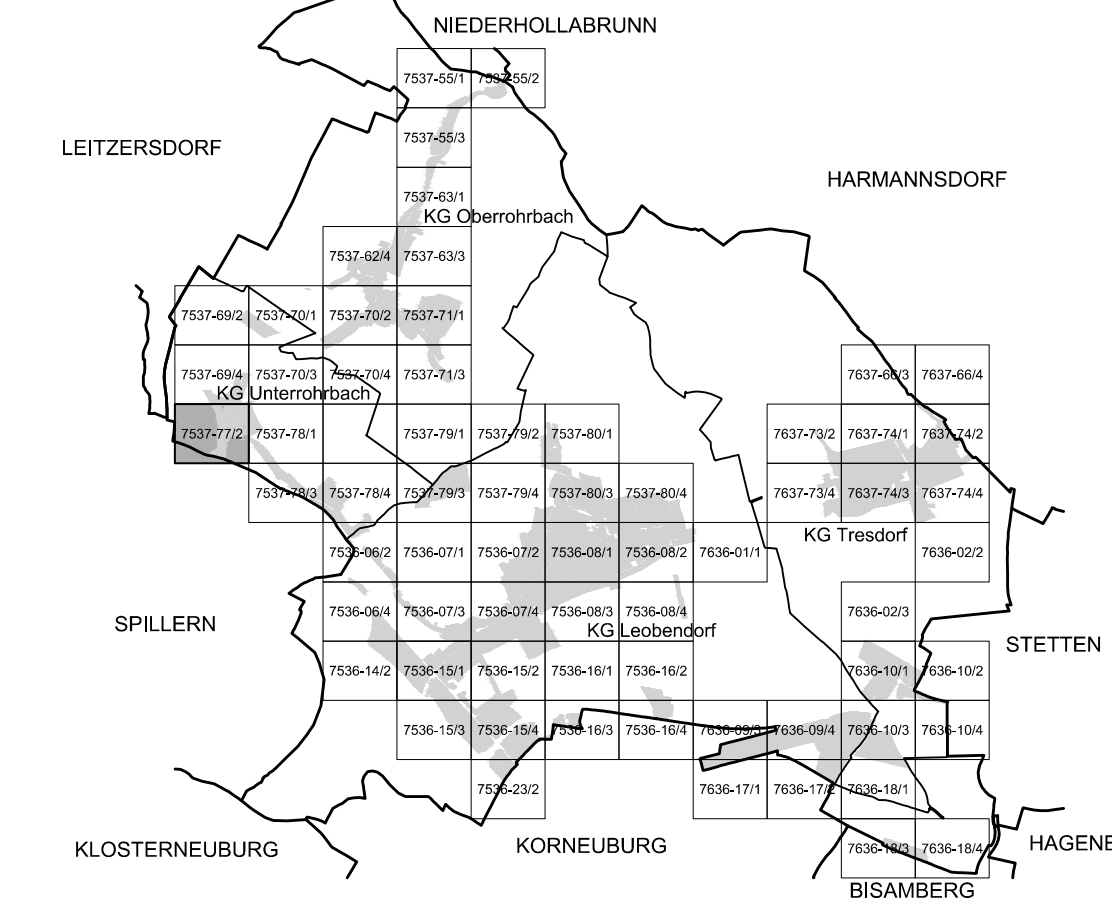 NIEDERHOLLABRUNN
7537-55/1 7537-55/2
7537-55/3
LEITZERSDORF
HARMANNSDORF
7537-63/1
KG Oberrohrbach
7537-62/4 7537-63/3
7537-69/2 7537-70/1 7537-70/2 7537-71/1
7537-69/4 7537-70/3 7537-70/4 7537-71/3 7637-66/3 7637-66/4
KG Unterrohrbach
7537-77/2 7537-78/1 7537-79/1 7537-79/2 7537-80/1 7637-73/2 7637-74/1 7637-74/2
7537-78/3 7537-78/4 7537-79/3 7537-79/4 7537-80/3 7537-80/4 7637-73/4 7637-74/3 7637-74/4
KG Tresdorf
7536-06/2 7536-07/1 7536-07/2 7536-08/1 7536-08/2 7636-01/1 7636-02/2
7536-06/4 7536-07/3 7536-07/4 7536-08/3 7536-08/4 7636-02/3
SPILLERN
KG Leobendorf
STETTEN
7536-14/2 7536-15/1 7536-15/2 7536-16/1 7536-16/2 7636-10/1 7636-10/2
7536-15/3 7536-15/4 7536-16/3 7536-16/4 7636-09/3 7636-09/4 7636-10/3 7636-10/4
7536-23/2 7636-17/1 7636-17/2 7636-18/1
KLOSTERNEUBURG
KORNEUBURG
7636-18/3 7636-18/4
HAGENE
BISAMBERG